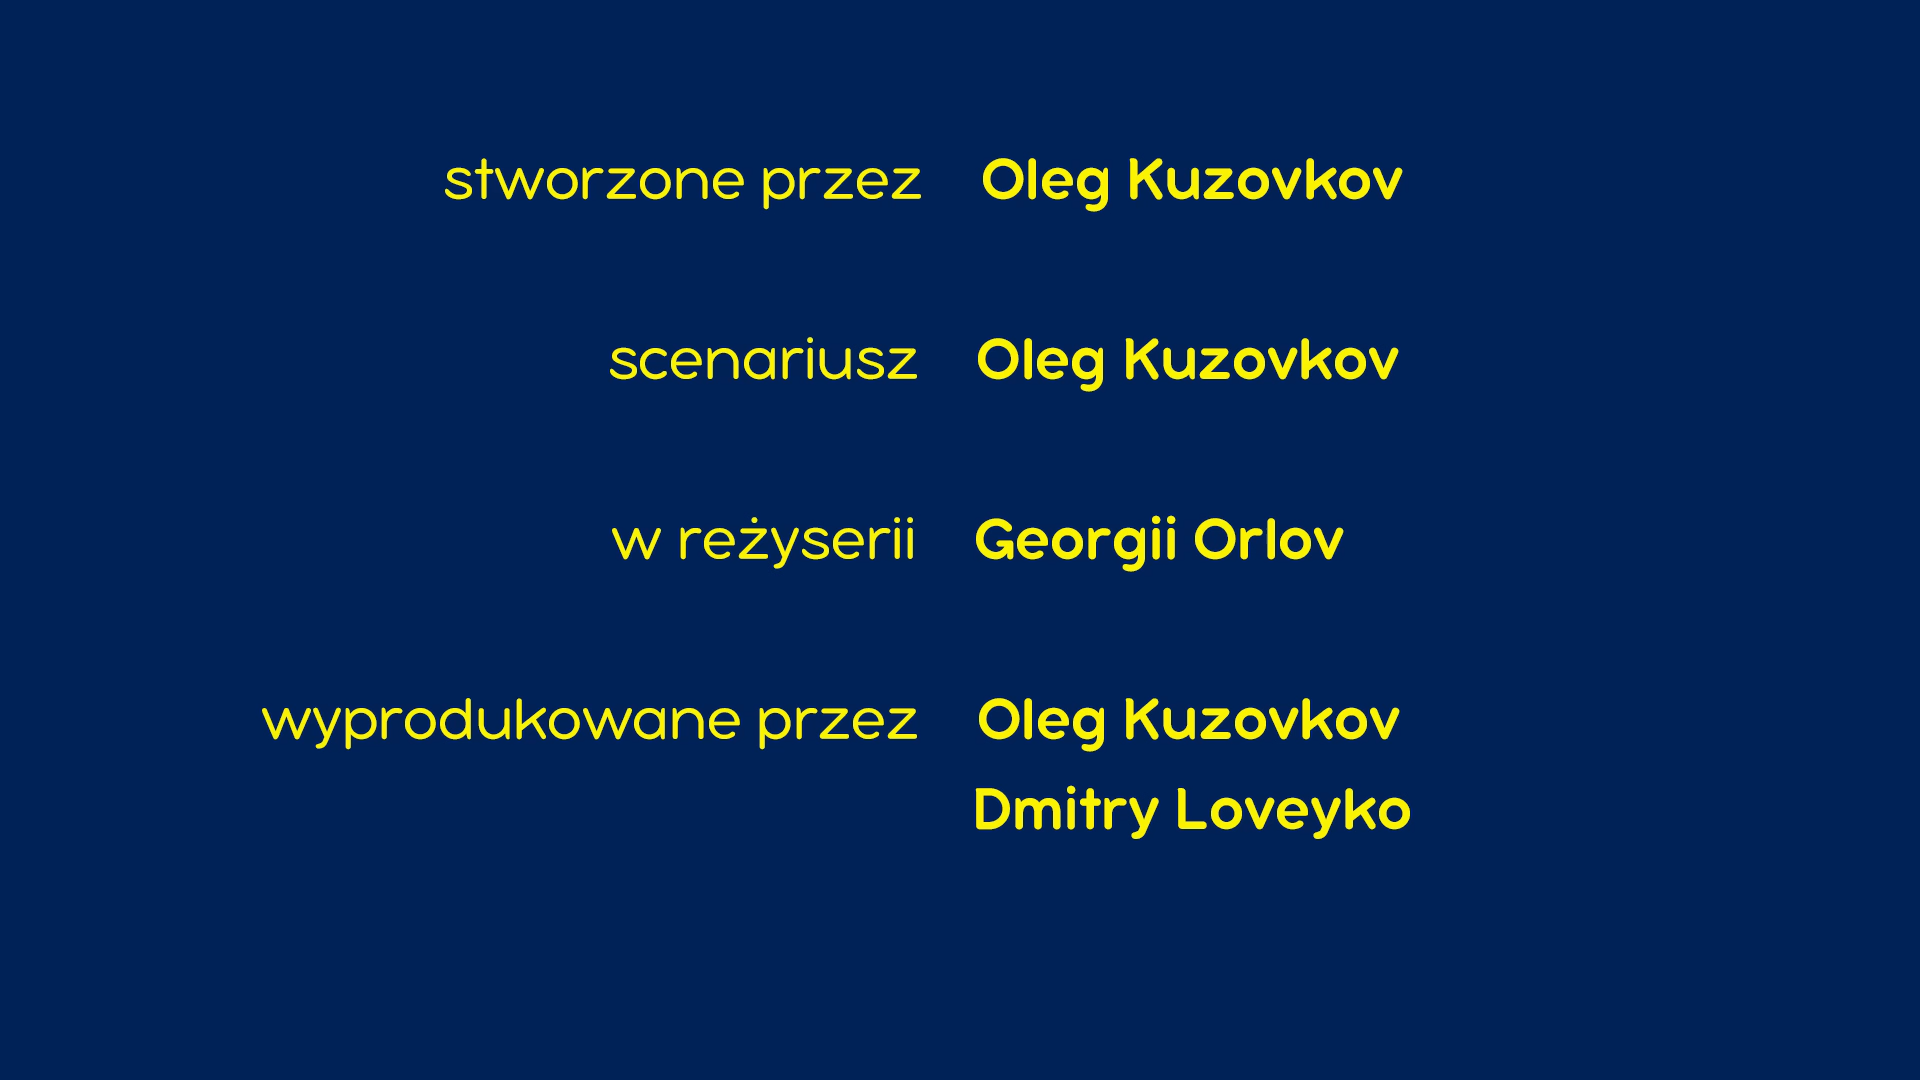 stworzone przez Oleg Kuzovkov
scenariusz Oleg Kuzovkov
w reżyserii Georgii Orlov
wyprodukowane przez Oleg Kuzovkov
Dmitry Loveyko